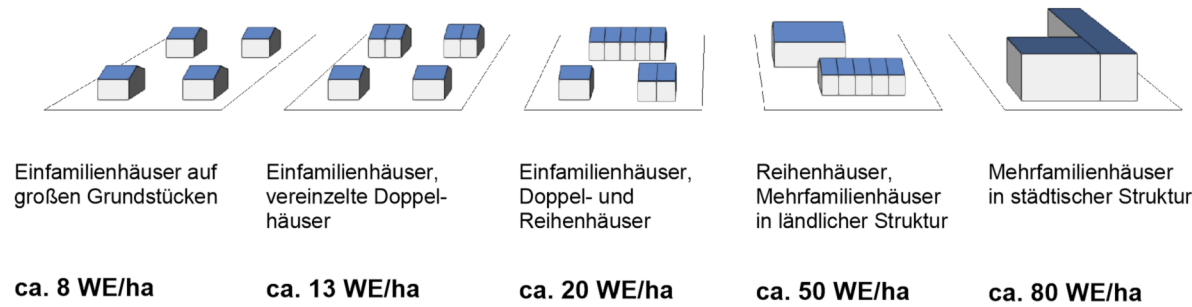 Einfamilienhäuser auf
großen Grundstücken
ca. 8 WE/ha
Einfamilienhäuser,
vereinzelte Doppel-
häuser
ca. 13 WE/ha
Einfamilienhäuser,
Doppel- und
Reihenhäuser
ca. 20 WE/ha
Reihenhäuser,
Mehrfamilienhäuser
in ländlicher Struktur
ca. 50 WE/ha
Mehrfamilienhäuser
in städtischer Struktur
ca. 80 WE/ha